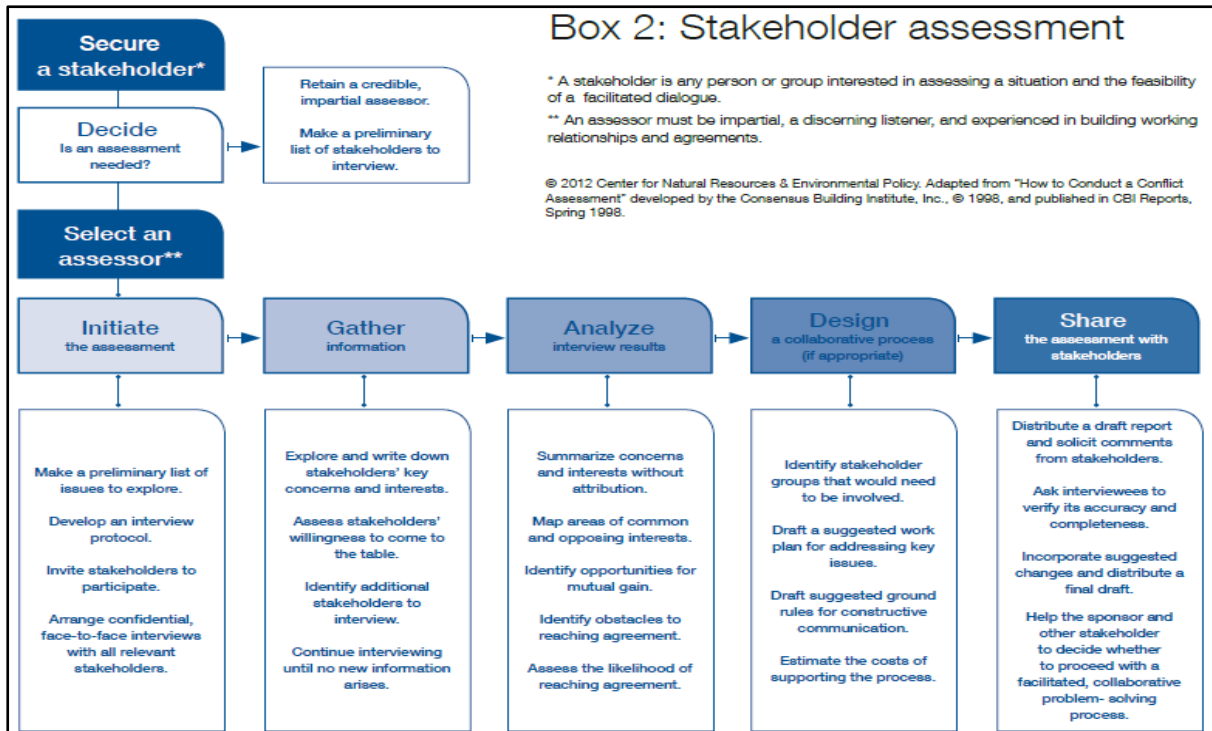 Box 2: Stakeholder assessment
* A stakeholder is any person or group interested in assessing a situation and the feasibility
of a facilitated dialogue.
** An assessor must be impartial, a discerning listener, and experienced in building working
relationships and agreements.
© 2012 Center for Natural Resources & Environmental Policy. Adapted from "How to Conduct a Conflict
Assessment" developed by the Consensus Building Institute, Inc., © 1998, and published in CBI Reports,
Spring 1998.
Secure
a stakeholder*
Decide
Is an assessment
needed?
Retain a credible,
impartial assessor.
Make a preliminary
list of stakeholders to
interview.
Select an
assessor**
Initiate
the assessment
Make a preliminary list of
issues to explore.
Develop an interview
protocol.
Invite stakeholders to
participate.
Arrange confidential,
face-to-face interviews
with all relevant
stakeholders.
Gather
information
Explore and write down
stakeholders' key
concerns and interests.
Assess stakeholders'
willingness to come to
the table.
Identify additional
stakeholders to
interview.
Continue interviewing
until no new information
arises.
Analyze
interview results
Summarize concerns
and interests without
attribution.
Map areas of common
and opposing interests.
Identify opportunities for
mutual gain.
Identify obstacles to
reaching agreement.
Assess the likelihood of
reaching agreement.
Design
a collaborative process
(if appropriate)
Identify stakeholder
groups that would need
to be involved.
Draft a suggested work
plan for addressing key
issues.
Draft suggested ground
rules for constructive
communication.
Estimate the costs of
supporting the process.
Share
the assessment with
stakeholders
Distribute a draft report
and solicit comments
from stakeholders.
Ask interviewees to
verify its accuracy and
completeness.
Incorporate suggested
changes and distribute a
final draft.
Help the sponsor and
other stakeholder
to decide whether
to proceed with a
facilitated, collaborative
problem- solving
process.